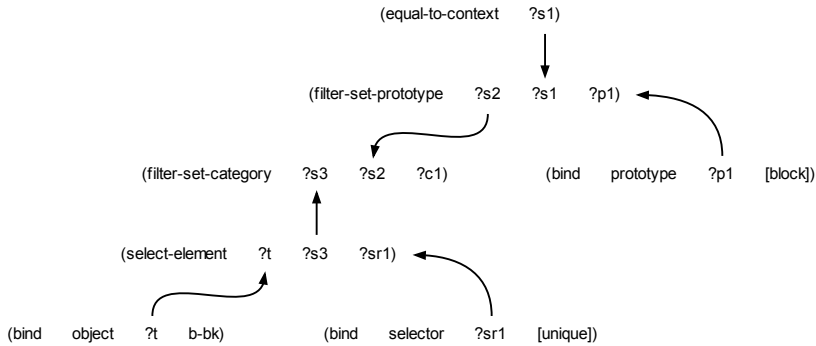 (equal-to-context ?s1)
(filter-set-prototype ?s2 ?s1 ?p1)
(filter-set-category ?s3 ?s2 ?c1) (bind prototype ?p1 [block])
(select-element ?t ?s3 ?sr1)
(bind object ?t b-bk) (bind selector ?sr1 [unique])